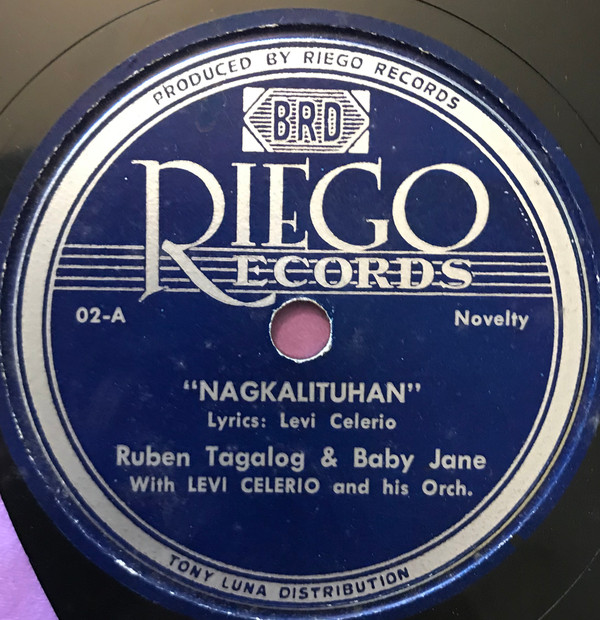 PRODUCED BY RIEGO RECORDS
BRD
RIEGO
RECORDS
02-A
Novelty
"NAGKALITUHAN"
Lyrics: Levi Celerio
Ruben Tagalog & Baby Jane
With LEVI CELERIO and his Orch.
TONY LUNA DISTRIBUTION